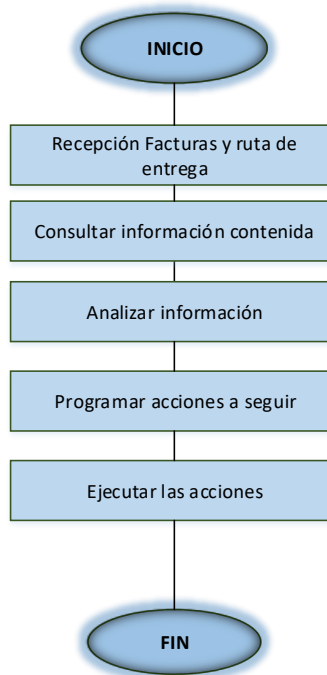 INICIO
Recepción Facturas y ruta de
entrega
Consultar información contenida
Analizar información
Programar acciones a seguir
Ejecutar las acciones
FIN